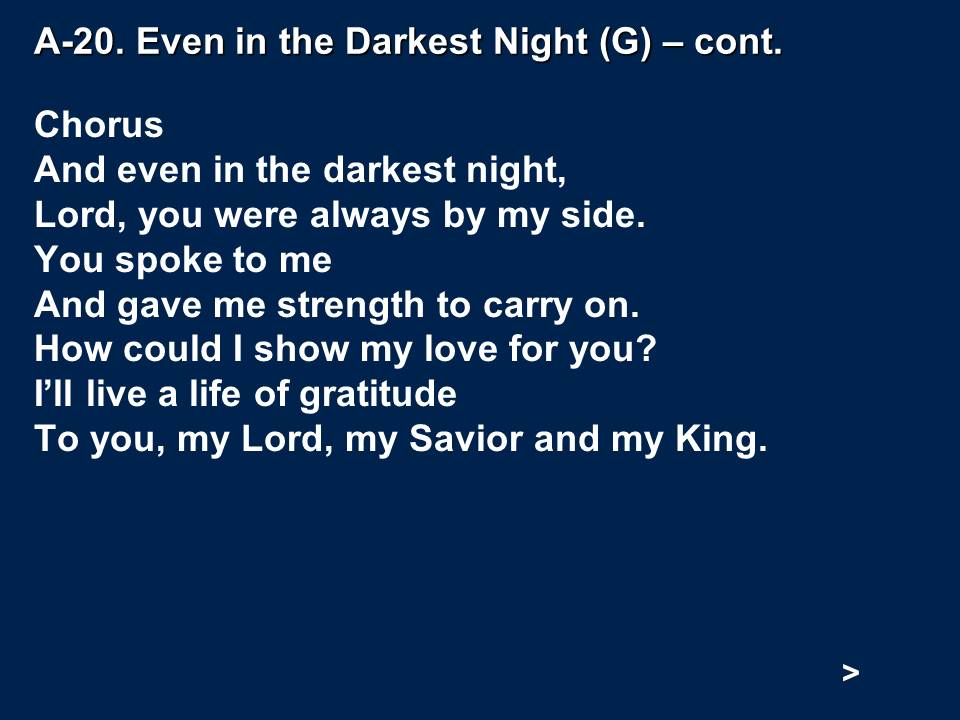 A-20. Even in the Darkest Night (G) – cont.
Chorus
And even in the darkest night,
Lord, you were always by my side.
You spoke to me
And gave me strength to carry on.
How could I show my love for you?
I’ll live a life of gratitude
To you, my Lord, my Savior and my King.
>